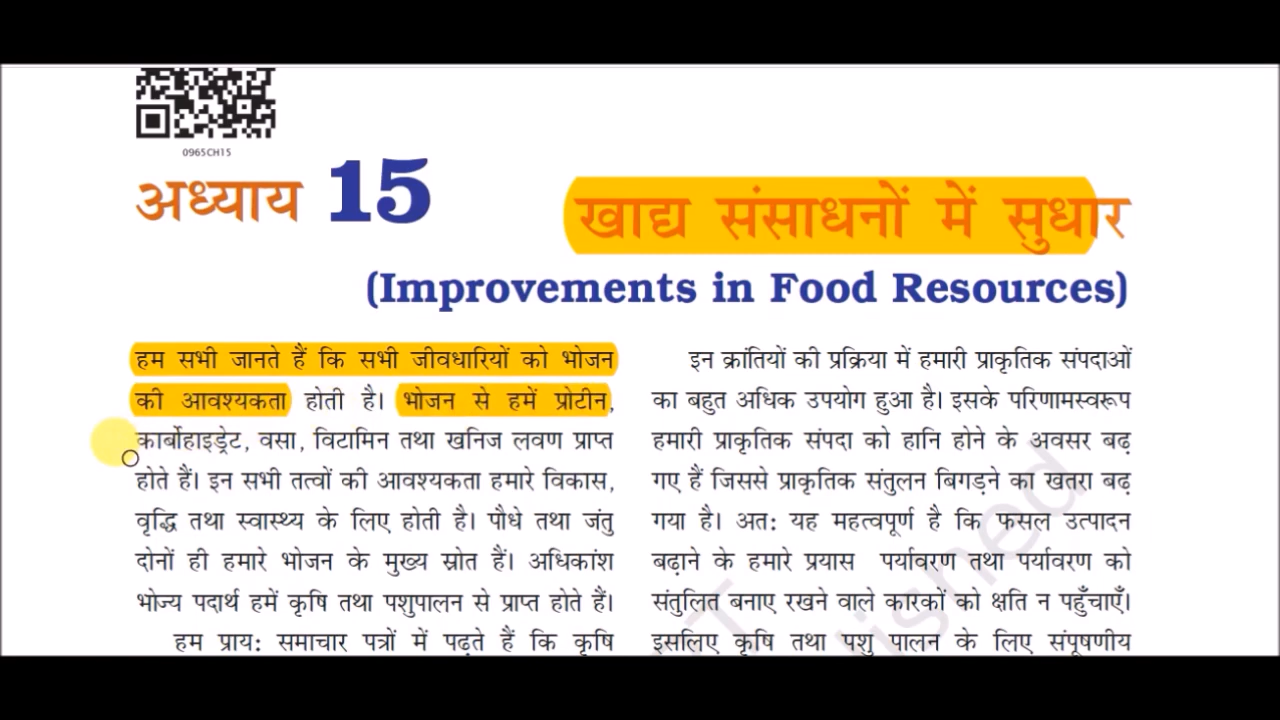 0965CH15
अध्याय 15
खाद्य संसाधनों में सुधार
(Improvements in Food Resources)
हम सभी जानते हैं कि सभी जीवधारियों को भोजन
की आवश्यकता होती है। भोजन से हमें प्रोटीन,
कार्बोहाइड्रेट, वसा, विटामिन तथा खनिज लवण प्राप्त
होते हैं। इन सभी तत्वों की आवश्यकता हमारे विकास,
वृद्धि तथा स्वास्थ्य के लिए होती है। पौधे तथा जंतु
दोनों ही हमारे भोजन के मुख्य स्रोत हैं। अधिकांश
भोज्य पदार्थ हमें कृषि तथा पशुपालन से प्राप्त होते हैं।
हम प्राय: समाचार पत्रों में पढ़ते हैं कि कृषि
इन क्रांतियों की प्रक्रिया में हमारी प्राकृतिक संपदाओं
का बहुत अधिक उपयोग हुआ है। इसके परिणामस्वरूप
हमारी प्राकृतिक संपदा को हानि होने के अवसर बढ़
गए हैं जिससे प्राकृतिक संतुलन बिगड़ने का खतरा बढ़
गया है। अत: यह महत्वपूर्ण है कि फसल उत्पादन
बढ़ाने के हमारे प्रयास पर्यावरण तथा पर्यावरण को
संतुलित बनाए रखने वाले कारकों को क्षति न पहुँचाएँ।
इसलिए कृषि तथा पशु पालन के लिए संपूषणीय